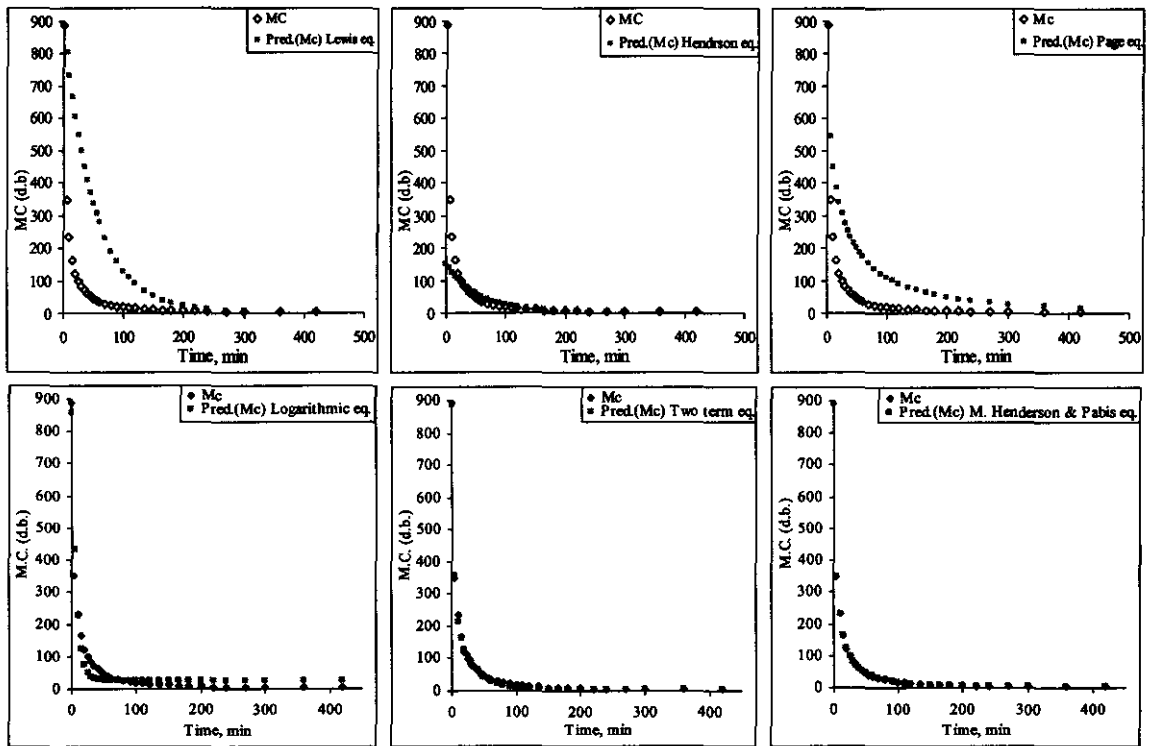 MC
Pred.(Mc) Lewis eq.
900
800
700
600
500
400
300
200
100
0
MC (d.b)
0 100 200 300 400 500
Time, min
MC
Pred.(Mc) Hendrson eq.
900
800
700
600
500
400
300
200
100
0
MC (d.b)
0 100 200 300 400 500
Time, min
MC
Pred.(Mc) Page eq.
900
800
700
600
500
400
300
200
100
0
MC (d.b)
0 100 200 300 400 500
Time, min
Mc
Pred.(Mc) Logarithmic eq.
900
800
700
600
500
400
300
200
100
0
M.C. (d.b.)
0 100 200 300 400
Time, min
Mc
Pred.(Mc) Two term eq.
900
800
700
600
500
400
300
200
100
0
M.C. (d.b.)
0 100 200 300 400
Time, min
Mc
Pred.(Mc) M. Henderson & Pabis eq.
900
800
700
600
500
400
300
200
100
0
M.C. (d.b.)
0 100 200 300 400
Time, min